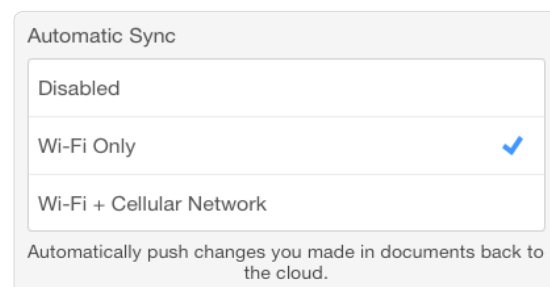 Automatic Sync
Disabled
Wi-Fi Only
Wi-Fi + Cellular Network
Automatically push changes you made in documents back to
the cloud.